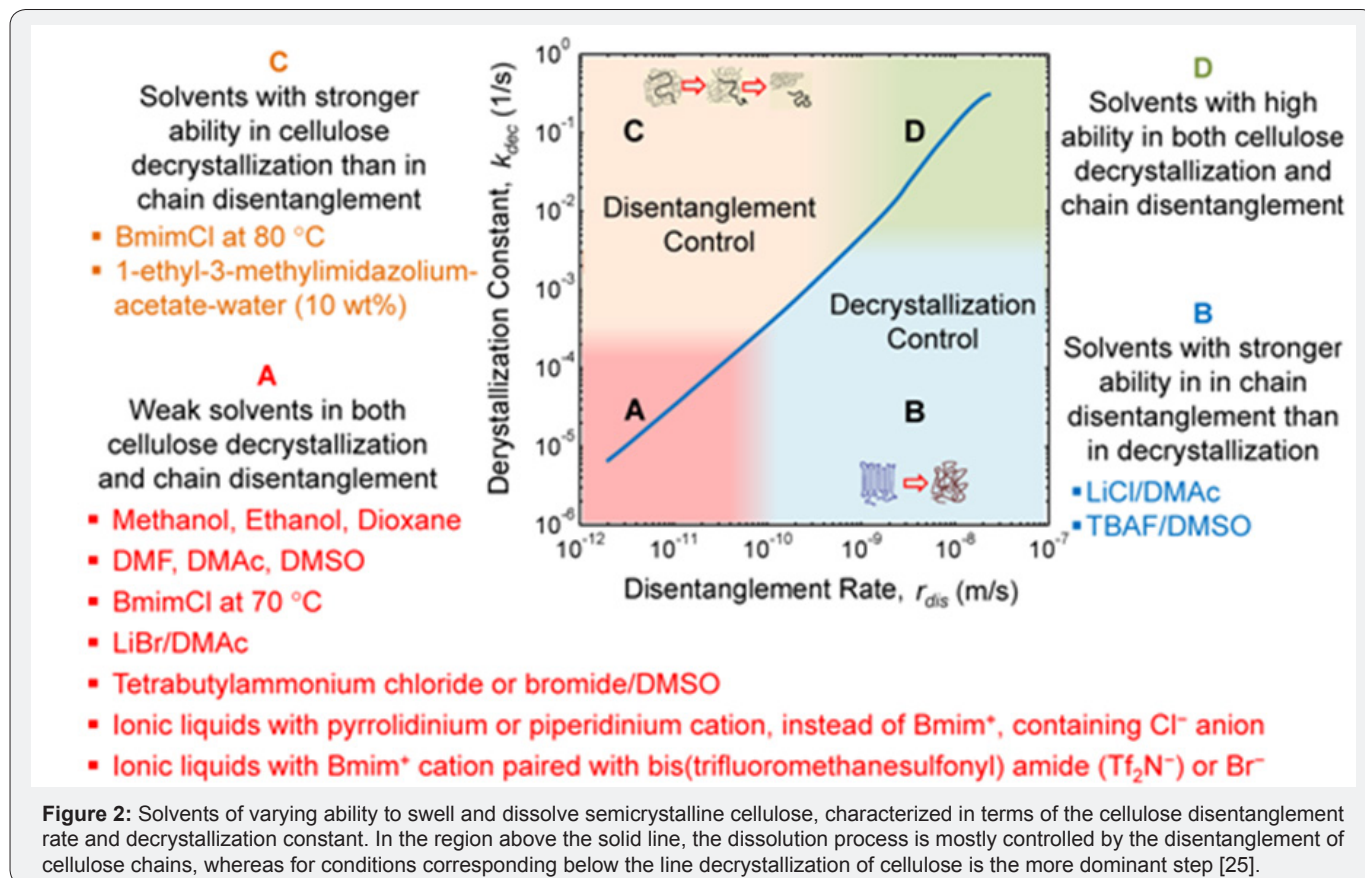 C
Solvents with stronger
ability in cellulose
decrystallization than in
chain disentanglement
▪ BmimCl at 80 °C
▪ 1-ethyl-3-methylimidazolium-
acetate-water (10 wt%)
A
Weak solvents in both
cellulose decrystallization
and chain disentanglement
▪ Methanol, Ethanol, Dioxane
▪ DMF, DMAc, DMSO
▪ BmimCl at 70 °C
▪ LiBr/DMAc
▪ Tetrabutylammonium chloride or bromide/DMSO
▪ Ionic liquids with pyrrolidinium or piperidinium cation, instead of Bmim⁺, containing Cl⁻ anion
▪ Ionic liquids with Bmim⁺ cation paired with bis(trifluoromethanesulfonyl) amide (Tf₂N⁻) or Br⁻
Derystallization Constant, k_dec (1/s)
10⁰
10⁻¹
10⁻²
10⁻³
10⁻⁴
10⁻⁵
10⁻⁶
C
D
Disentanglement
Control
Decrystallization
Control
A
B
10⁻¹²
10⁻¹¹
10⁻¹⁰
10⁻⁹
10⁻⁸
10⁻⁷
Disentanglement Rate, r_dis (m/s)
D
Solvents with high
ability in both cellulose
decrystallization and
chain disentanglement
B
Solvents with stronger
ability in in chain
disentanglement than
in decrystallization
▪ LiCl/DMAc
▪ TBAF/DMSO
Figure 2: Solvents of varying ability to swell and dissolve semicrystalline cellulose, characterized in terms of the cellulose disentanglement
rate and decrystallization constant. In the region above the solid line, the dissolution process is mostly controlled by the disentanglement of
cellulose chains, whereas for conditions corresponding below the line decrystallization of cellulose is the more dominant step [25].